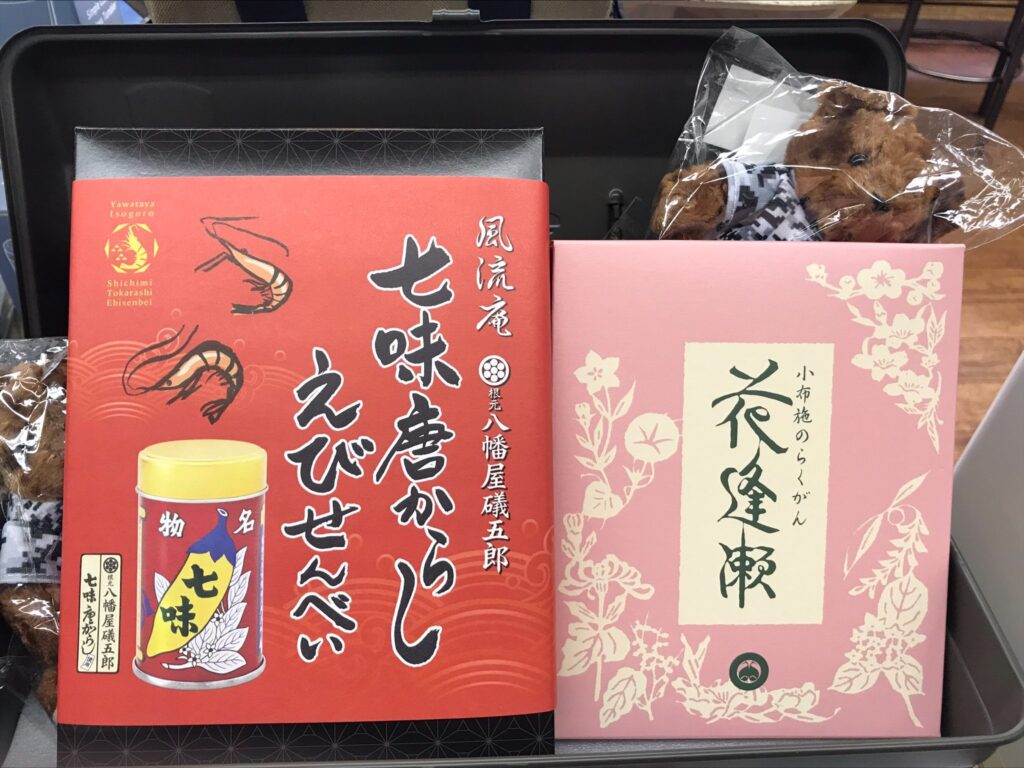 Yawataya
Isogoro
Shichimi
Tokarashi
Ebisenbei
風流庵
根元 八幡屋礒五郎
七味唐からし
えびせんべい
名物
七味
根元 八幡屋礒五郎
七味唐からし
小布施のらくがん
花逢瀬